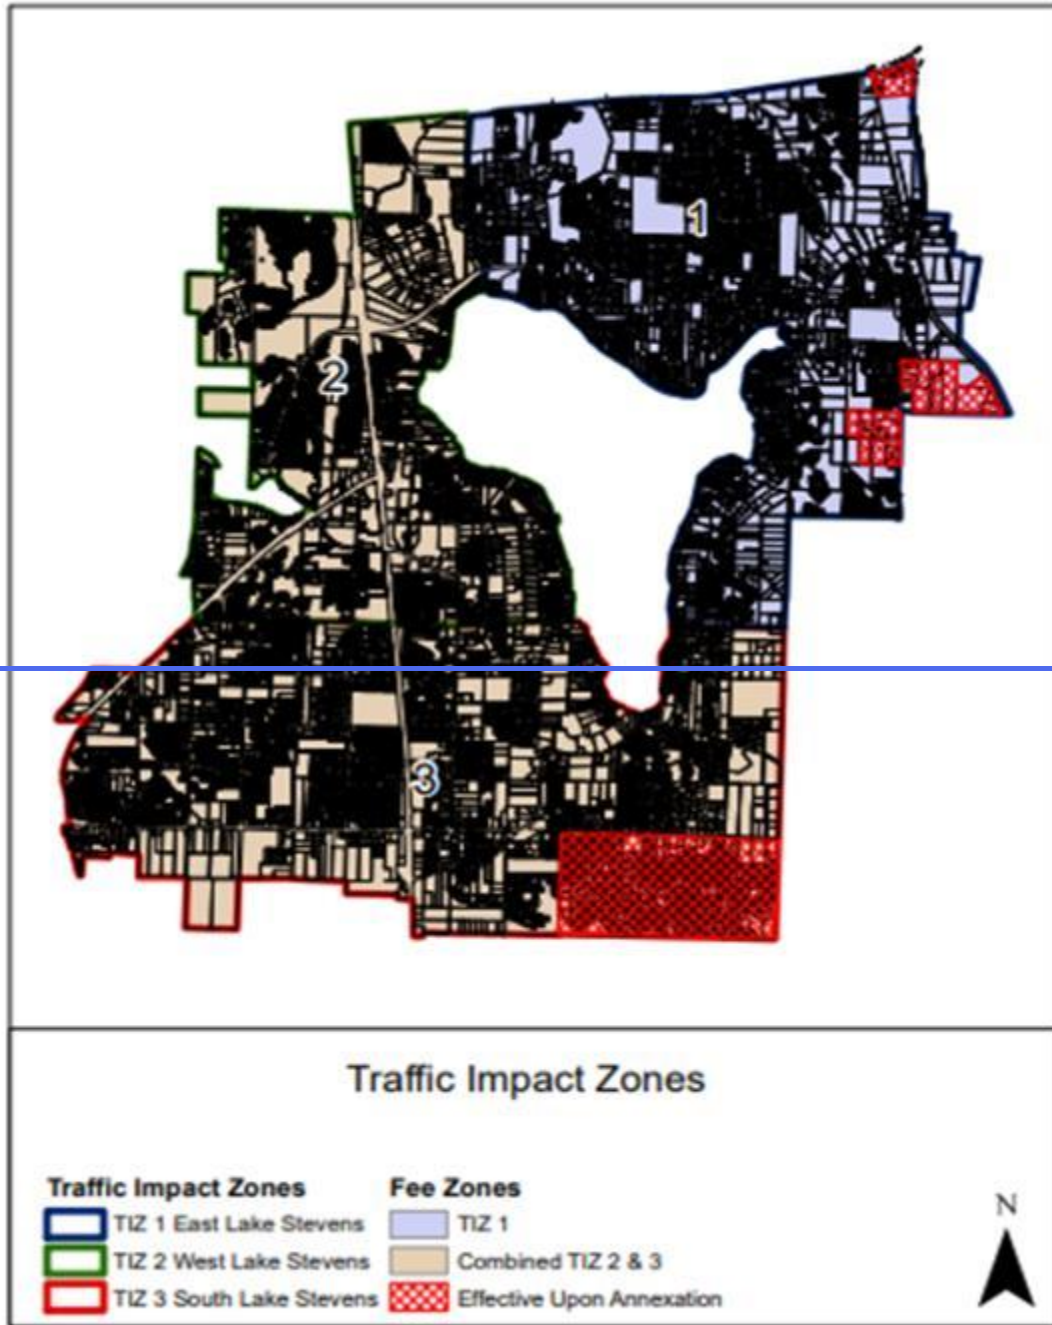 1
2
3
Traffic Impact Zones
Traffic Impact Zones
TIZ 1 East Lake Stevens
TIZ 2 West Lake Stevens
TIZ 3 South Lake Stevens
Fee Zones
TIZ 1
Combined TIZ 2 & 3
Effective Upon Annexation
N